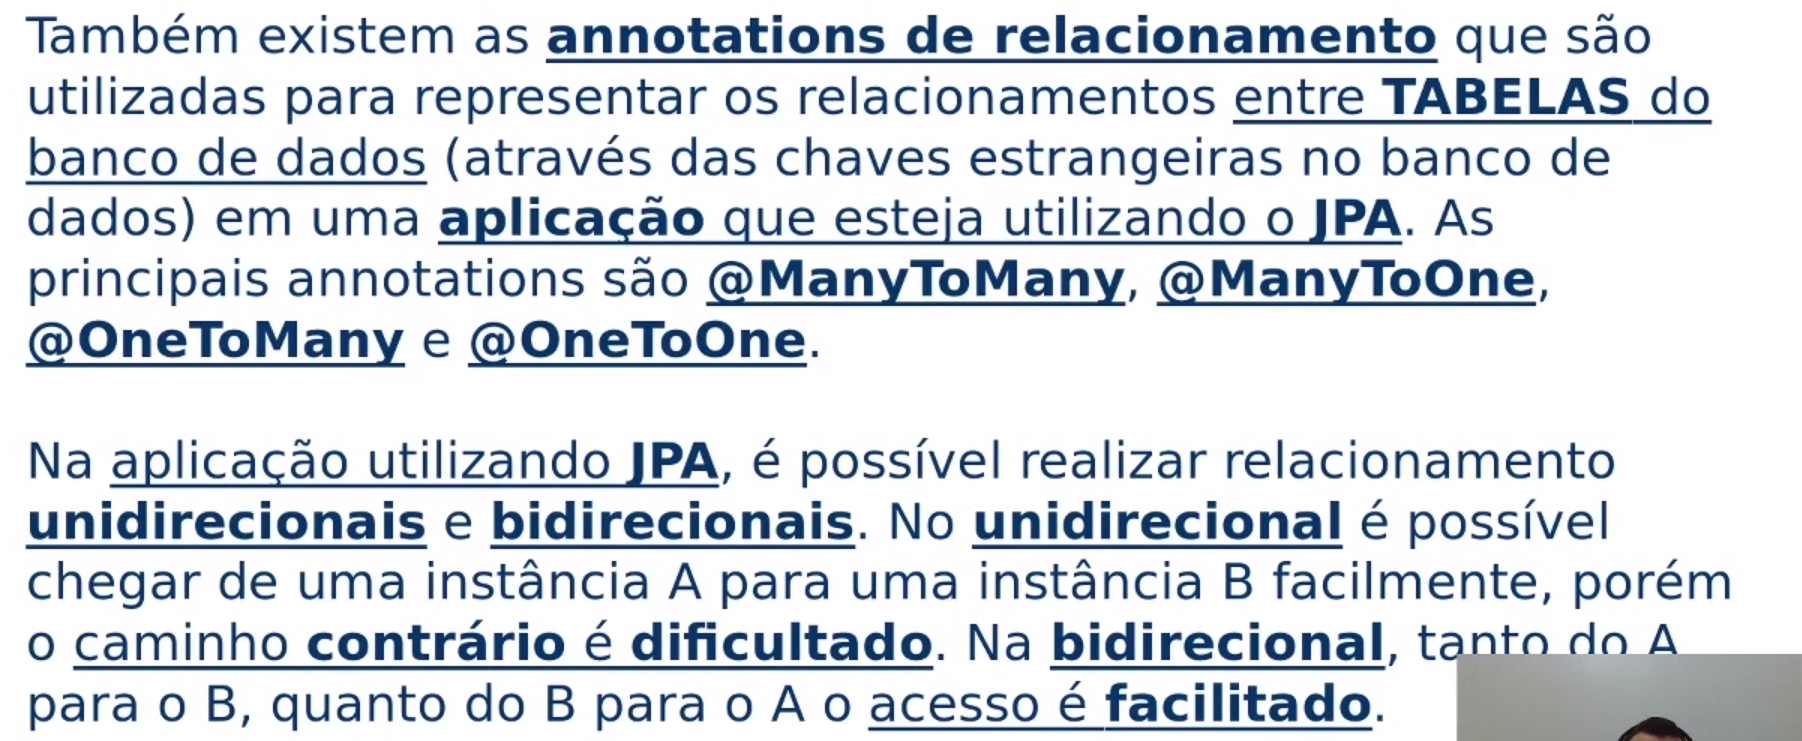 Também existem as annotations de relacionamento que são
utilizadas para representar os relacionamentos entre TABELAS do
banco de dados (através das chaves estrangeiras no banco de
dados) em uma aplicação que esteja utilizando o JPA. As
principais annotations são @ManyToMany, @ManyToOne,
@OneToMany e @OneToOne.
Na aplicação utilizando JPA, é possível realizar relacionamento
unidirecionais e bidirecionais. No unidirecional é possível
chegar de uma instância A para uma instância B facilmente, porém
o caminho contrário é dificultado. Na bidirecional, tanto do A
para o B, quanto do B para o A o acesso é facilitado.